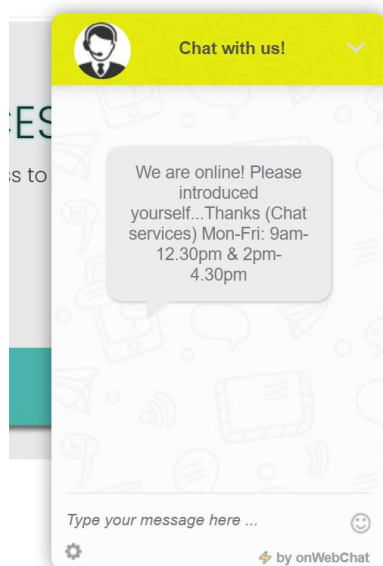 Chat with us!
CES
ss to
We are online! Please
introduced
yourself...Thanks (Chat
services) Mon-Fri: 9am-
12.30pm & 2pm-
4.30pm
Type your message here ...
by onWebChat